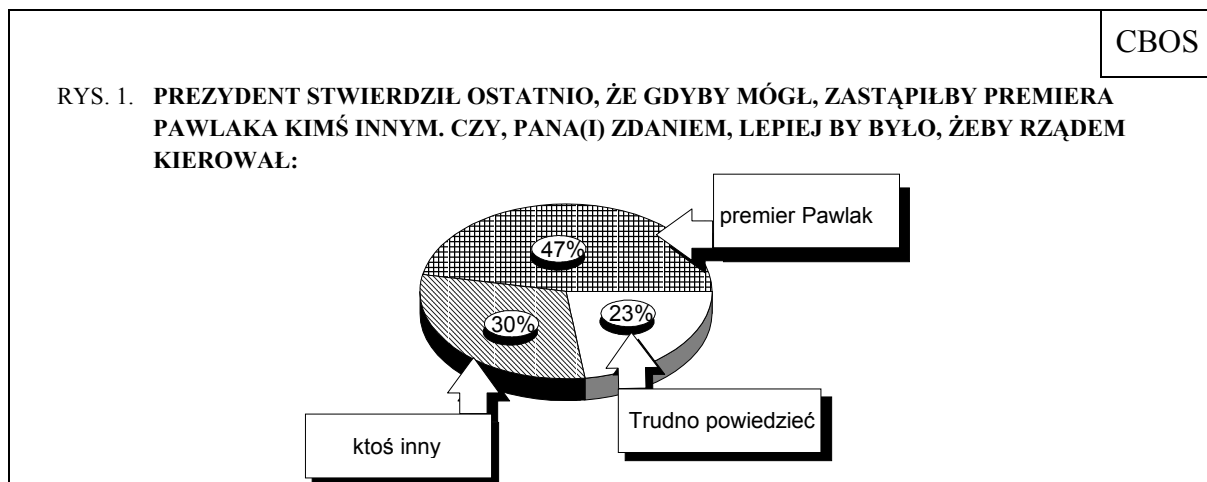 CBOS
RYS. 1. PREZYDENT STWIERDZIŁ OSTATNIO, ŻE GDYBY MÓGŁ, ZASTĄPIŁBY PREMIERA
PAWLAKA KIMŚ INNYM. CZY, PANA(I) ZDANIEM, LEPIEJ BY BYŁO, ŻEBY RZĄDEM
KIEROWAŁ:
premier Pawlak
47%
23%
30%
Trudno powiedzieć
ktoś inny